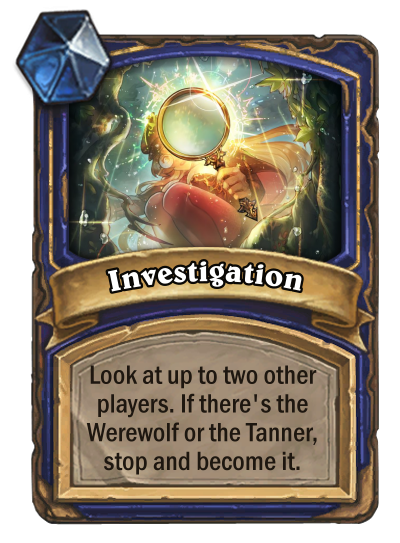 Investigation
Look at up to two other
players. If there's the
Werewolf or the Tanner,
stop and become it.